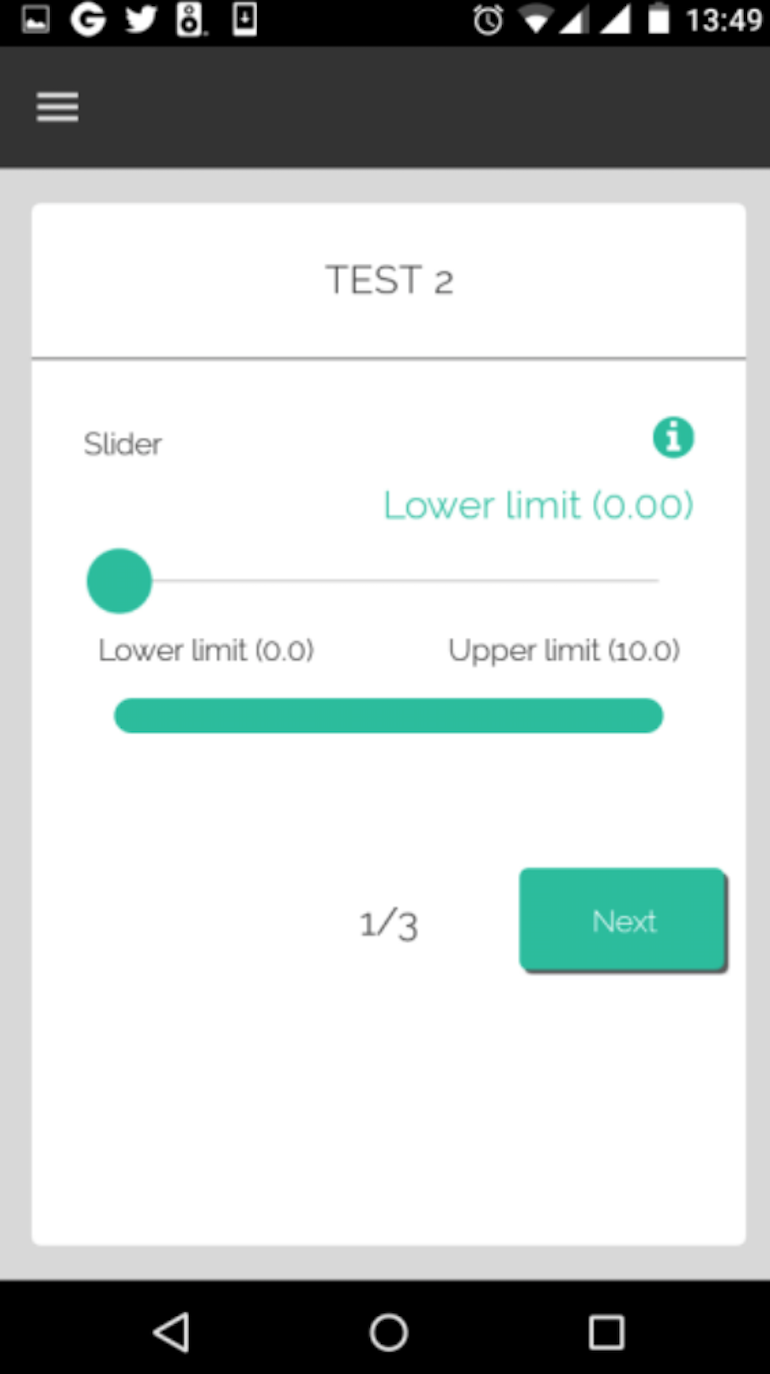 13:49
TEST 2
Slider
Lower limit (0.00)
Lower limit (0.0) Upper limit (10.0)
1/3 Next